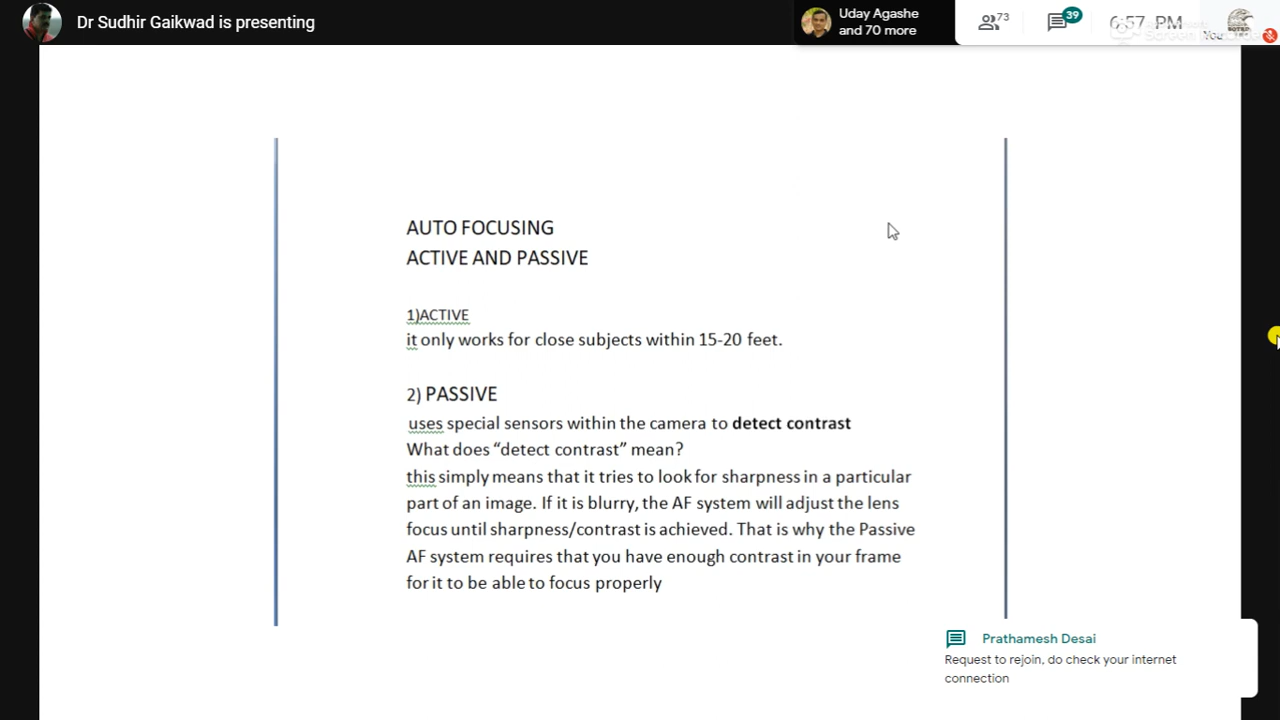 Dr Sudhir Gaikwad is presenting
Uday Agashe
and 70 more
73
39
6:57 PM
You
AUTO FOCUSING
ACTIVE AND PASSIVE
1)ACTIVE
it only works for close subjects within 15-20 feet.
2) PASSIVE
uses special sensors within the camera to detect contrast
What does “detect contrast” mean?
this simply means that it tries to look for sharpness in a particular
part of an image. If it is blurry, the AF system will adjust the lens
focus until sharpness/contrast is achieved. That is why the Passive
AF system requires that you have enough contrast in your frame
for it to be able to focus properly
Prathamesh Desai
Request to rejoin, do check your internet
connection